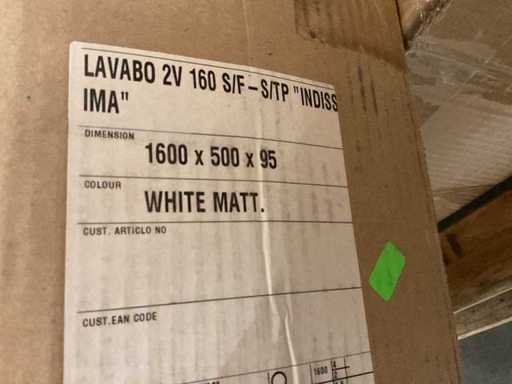 LAVABO 2V 160 S/F - S/TP "INDISS
IMA"
DIMENSION
1600 x 500 x 95
COLOUR
WHITE MATT.
CUST. ARTICLO NO
CUST.EAN CODE
1600